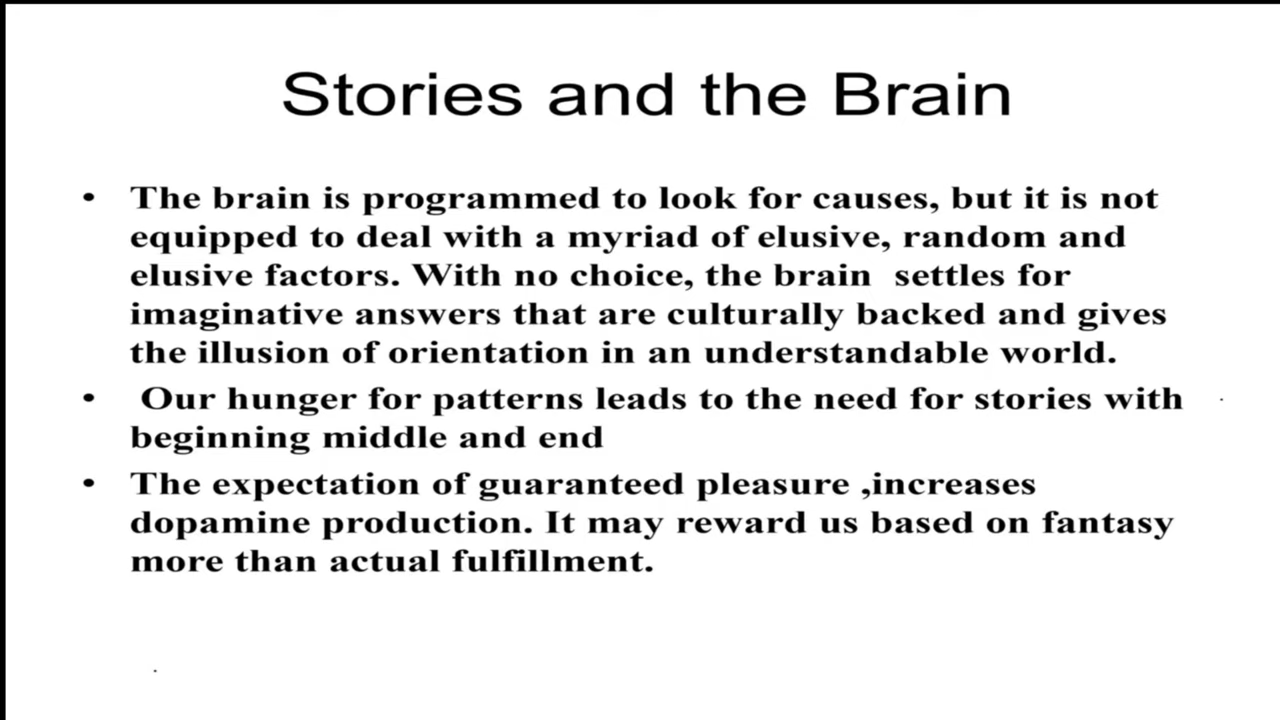 Stories and the Brain
• The brain is programmed to look for causes, but it is not
equipped to deal with a myriad of elusive, random and
elusive factors. With no choice, the brain settles for
imaginative answers that are culturally backed and gives
the illusion of orientation in an understandable world.
• Our hunger for patterns leads to the need for stories with
beginning middle and end
• The expectation of guaranteed pleasure ,increases
dopamine production. It may reward us based on fantasy
more than actual fulfillment.